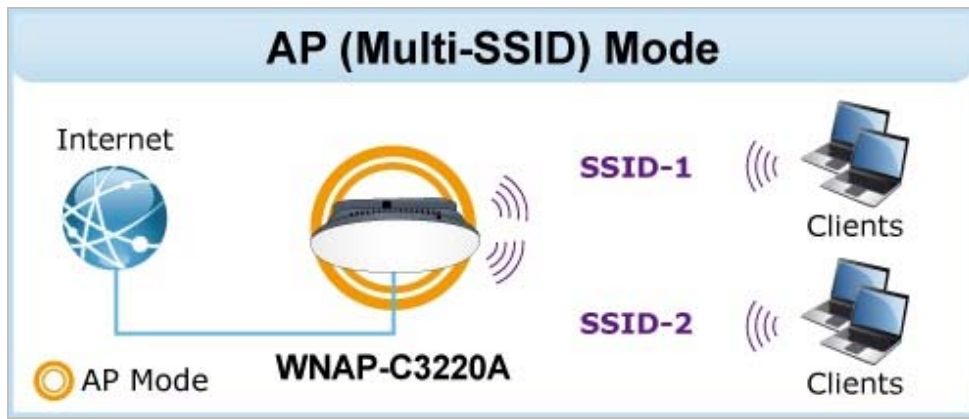 AP (Multi-SSID) Mode
Internet
SSID-1
Clients
SSID-2
WNAP-C3220A
AP Mode
Clients